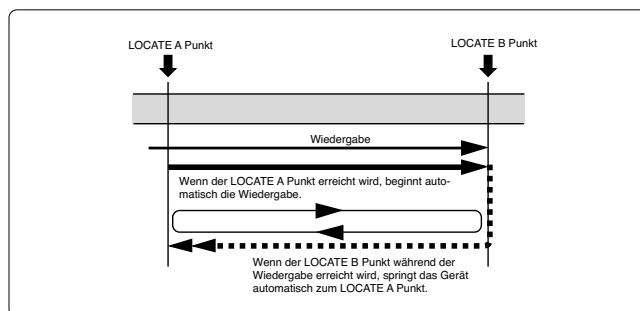 LOCATE A Punkt
LOCATE B Punkt
Wiedergabe
Wenn der LOCATE A Punkt erreicht wird, beginnt auto-
matisch die Wiedergabe.
Wenn der LOCATE B Punkt während der
Wiedergabe erreicht wird, springt das Gerät
automatisch zum LOCATE A Punkt.